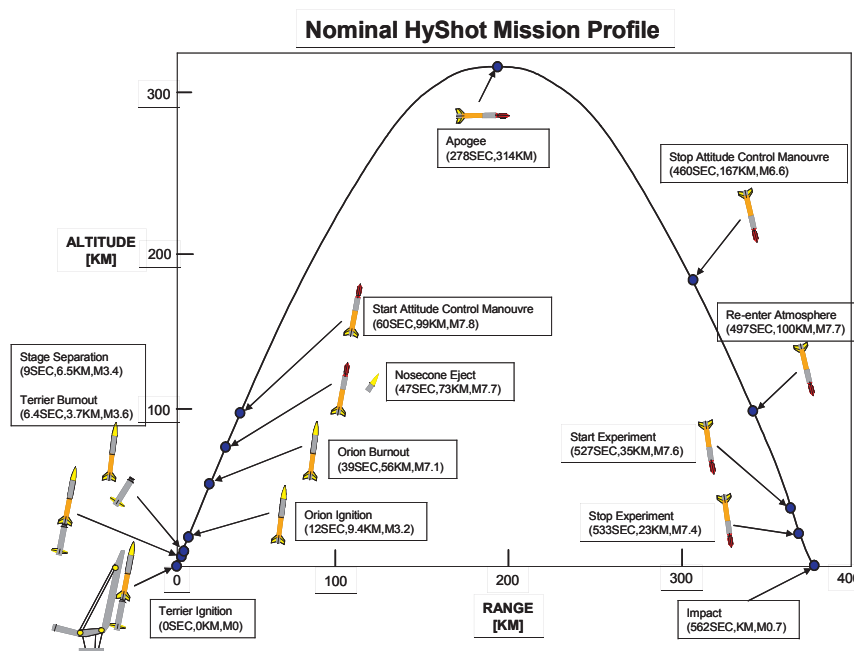 Nominal HyShot Mission Profile
300
Apogee
(278SEC,314KM)
Stop Attitude Control Manouvre
(460SEC,167KM,M6.6)
ALTITUDE
[KM]
200
Start Attitude Control Manouvre
(60SEC,99KM,M7.8)
Re-enter Atmosphere
(497SEC,100KM,M7.7)
Stage Separation
(9SEC,6.5KM,M3.4)
Terrier Burnout
(6.4SEC,3.7KM,M3.6)
Nosecone Eject
(47SEC,73KM,M7.7)
100
Orion Burnout
(39SEC,56KM,M7.1)
Start Experiment
(527SEC,35KM,M7.6)
Orion Ignition
(12SEC,9.4KM,M3.2)
Stop Experiment
(533SEC,23KM,M7.4)
0
100
200
300
400
Terrier Ignition
(0SEC,0KM,M0)
RANGE
[KM]
Impact
(562SEC,KM,M0.7)